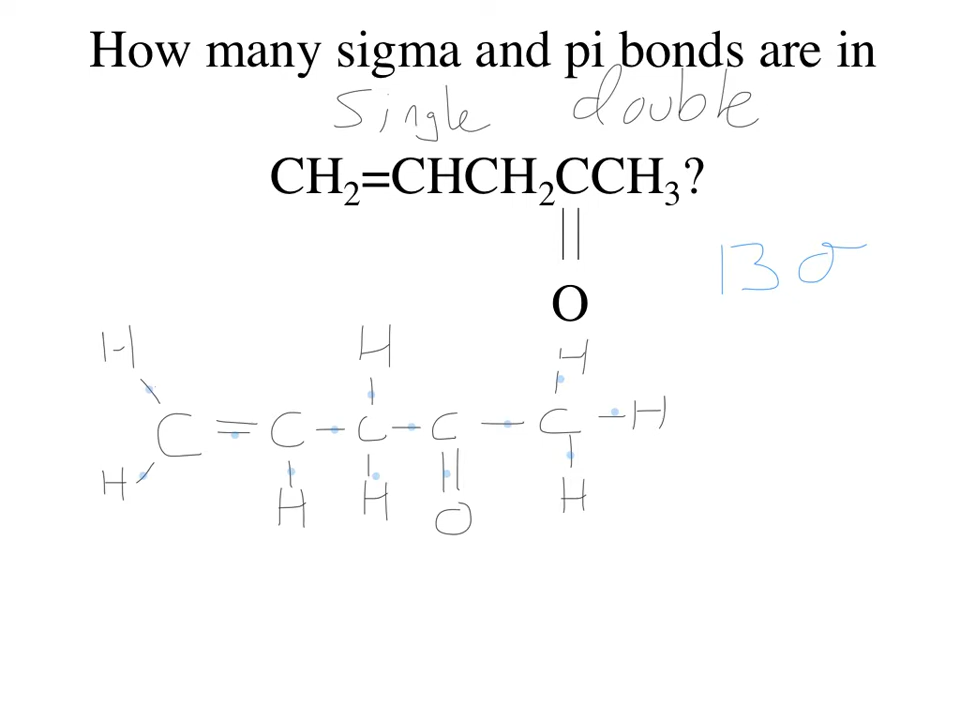 How many sigma and pi bonds are in
single double
CH₂=CHCH₂CCH₃?
||
O
13 σ
H H H
C = C - C - C - C - H
H H H O H